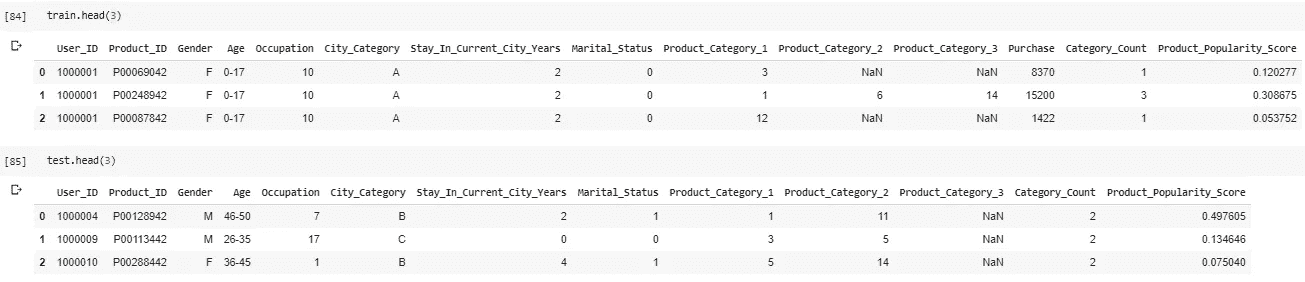 [84] train.head(3)
User_ID Product_ID Gender Age Occupation City_Category Stay_In_Current_City_Years Marital_Status Product_Category_1 Product_Category_2 Product_Category_3 Purchase Category_Count Product_Popularity_Score
0 1000001 P00069042 F 0-17 10 A 2 0 3 NaN NaN 8370 1 0.120277
1 1000001 P00248942 F 0-17 10 A 2 0 1 6 14 15200 3 0.308675
2 1000001 P00087842 F 0-17 10 A 2 0 12 NaN NaN 1422 1 0.053752
[85] test.head(3)
User_ID Product_ID Gender Age Occupation City_Category Stay_In_Current_City_Years Marital_Status Product_Category_1 Product_Category_2 Product_Category_3 Category_Count Product_Popularity_Score
0 1000004 P00128942 M 46-50 7 B 2 1 1 11 NaN 2 0.497605
1 1000009 P00113442 M 26-35 17 C 0 0 3 5 NaN 2 0.134646
2 1000010 P00288442 F 36-45 1 B 4 1 5 14 NaN 2 0.075040